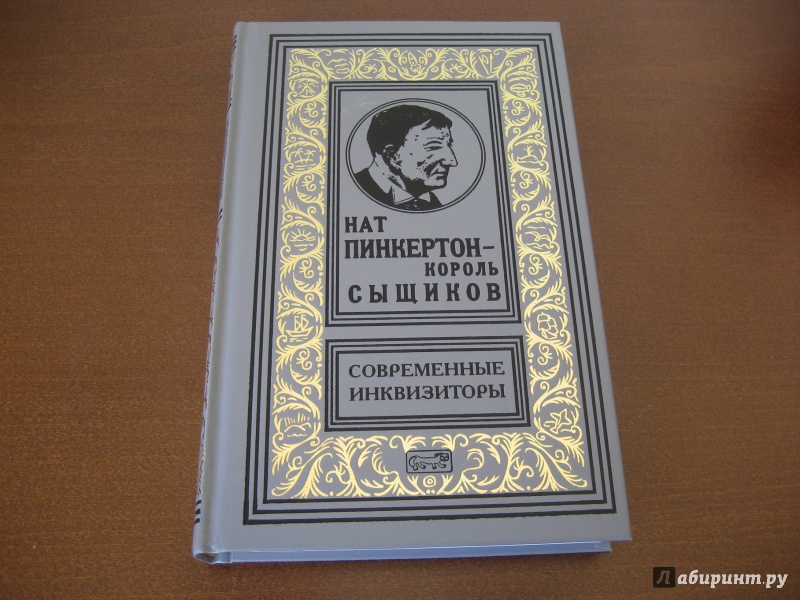 НАТ
ПИНКЕРТОН-
КОРОЛЬ
СЫЩИКОВ
СОВРЕМЕННЫЕ
ИНКВИЗИТОРЫ
Лабиринт.ру